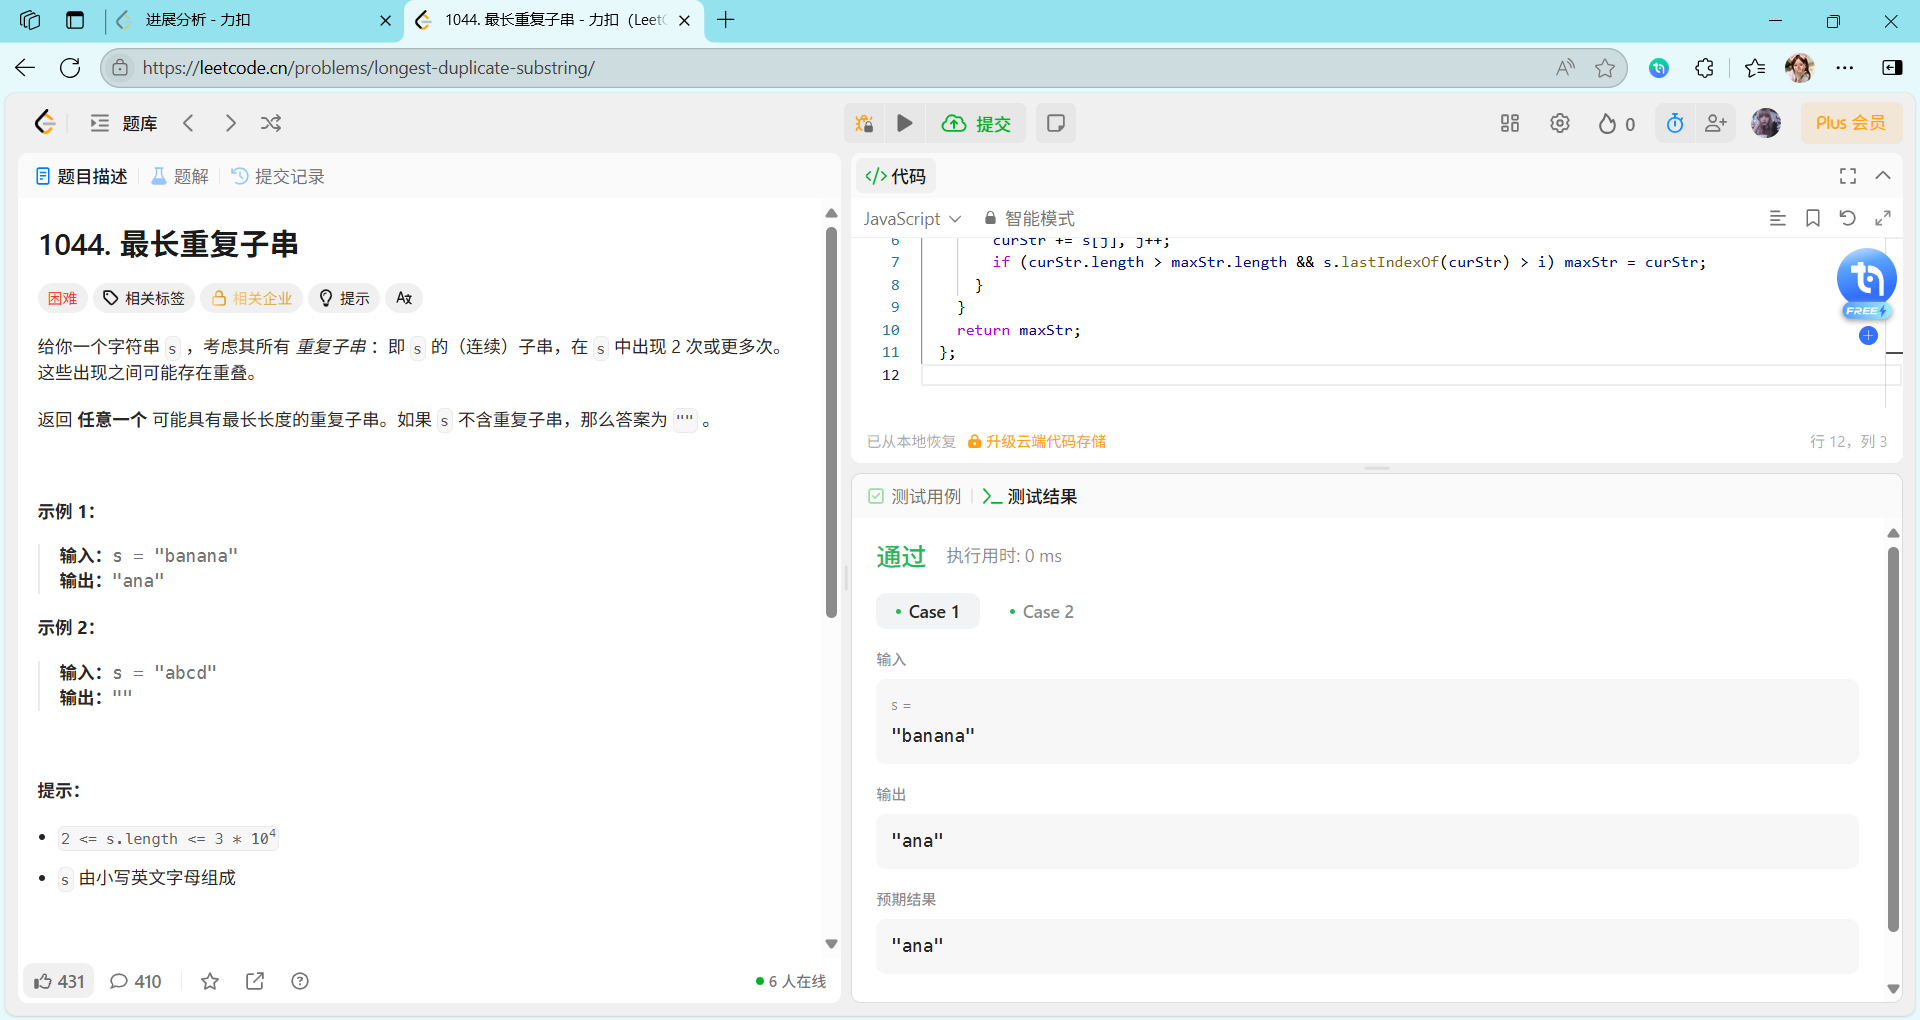 进展分析 - 力扣
1044. 最长重复子串 - 力扣（Leet
https://leetcode.cn/problems/longest-duplicate-substring/
题库
提交
0
Plus 会员
题目描述
题解
提交记录
1044. 最长重复子串
困难
相关标签
相关企业
提示
给你一个字符串 s ，考虑其所有 重复子串 ：即 s 的（连续）子串，在 s 中出现 2 次或更多次。
这些出现之间可能存在重叠。
返回 任意一个 可能具有最长长度的重复子串。如果 s 不含重复子串，那么答案为 "" 。
示例 1：
输入：s = "banana"
输出："ana"
示例 2：
输入：s = "abcd"
输出：""
提示：
2 <= s.length <= 3 * 10^4
s 由小写英文字母组成
431
410
6 人在线
</> 代码
JavaScript
智能模式
6 curStr += s[j], j++;
7 if (curStr.length > maxStr.length && s.lastIndexOf(curStr) > i) maxStr = curStr;
8 }
9 }
10 return maxStr;
11 };
12
FREE
已从本地恢复
升级云端代码存储
行 12，列 3
测试用例
测试结果
通过
执行用时: 0 ms
Case 1
Case 2
输入
s =
"banana"
输出
"ana"
预期结果
"ana"